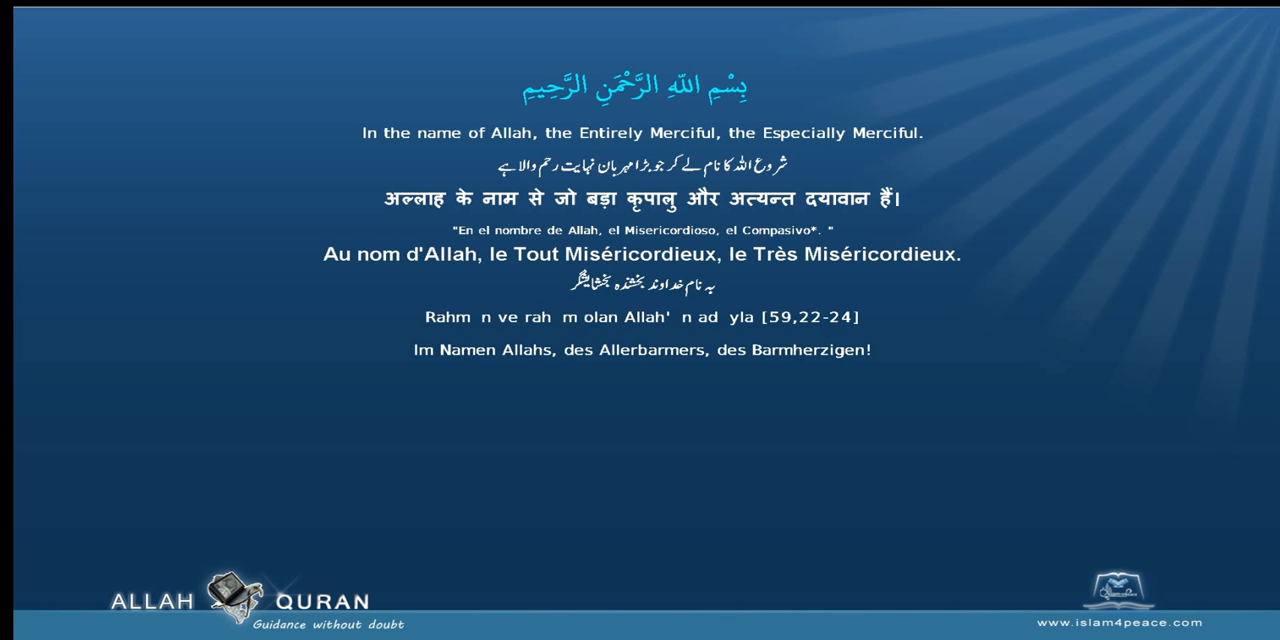 بِسْمِ اللّهِ الرَّحْمَنِ الرَّحِيمِ
In the name of Allah, the Entirely Merciful, the Especially Merciful.
شروع الله کا نام لے کر جو بڑا مہربان نہایت رحم والا ہے
अल्लाह के नाम से जो बड़ा कृपालु और अत्यन्त दयावान हैं।
"En el nombre de Allah, el Misericordioso, el Compasivo*. "
Au nom d'Allah, le Tout Miséricordieux, le Très Miséricordieux.
به نام خداوند بخشنده بخشایشگر
Rahm n ve rah m olan Allah' n ad yla [59,22-24]
Im Namen Allahs, des Allerbarmers, des Barmherzigen!
ALLAH QURAN
Guidance without doubt
www.islam4peace.com